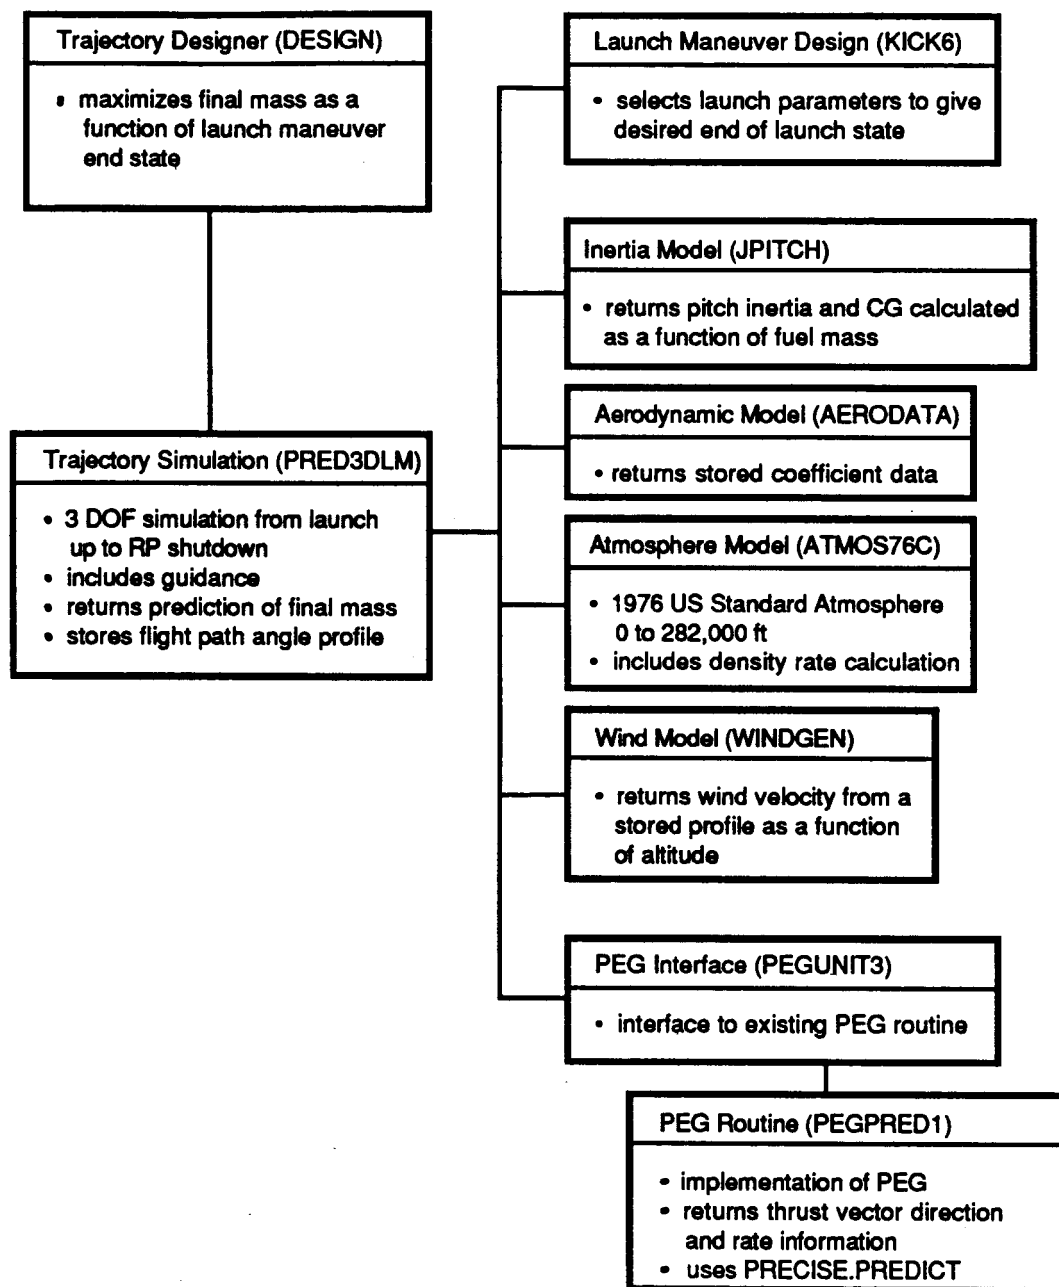 Trajectory Designer (DESIGN)
• maximizes final mass as a
function of launch maneuver
end state
Trajectory Simulation (PRED3DLM)
• 3 DOF simulation from launch
up to RP shutdown
• includes guidance
• returns prediction of final mass
• stores flight path angle profile
Launch Maneuver Design (KICK6)
• selects launch parameters to give
desired end of launch state
Inertia Model (JPITCH)
• returns pitch inertia and CG calculated
as a function of fuel mass
Aerodynamic Model (AERODATA)
• returns stored coefficient data
Atmosphere Model (ATMOS76C)
• 1976 US Standard Atmosphere
0 to 282,000 ft
• includes density rate calculation
Wind Model (WINDGEN)
• returns wind velocity from a
stored profile as a function
of altitude
PEG Interface (PEGUNIT3)
• interface to existing PEG routine
PEG Routine (PEGPRED1)
• implementation of PEG
• returns thrust vector direction
and rate information
• uses PRECISE.PREDICT